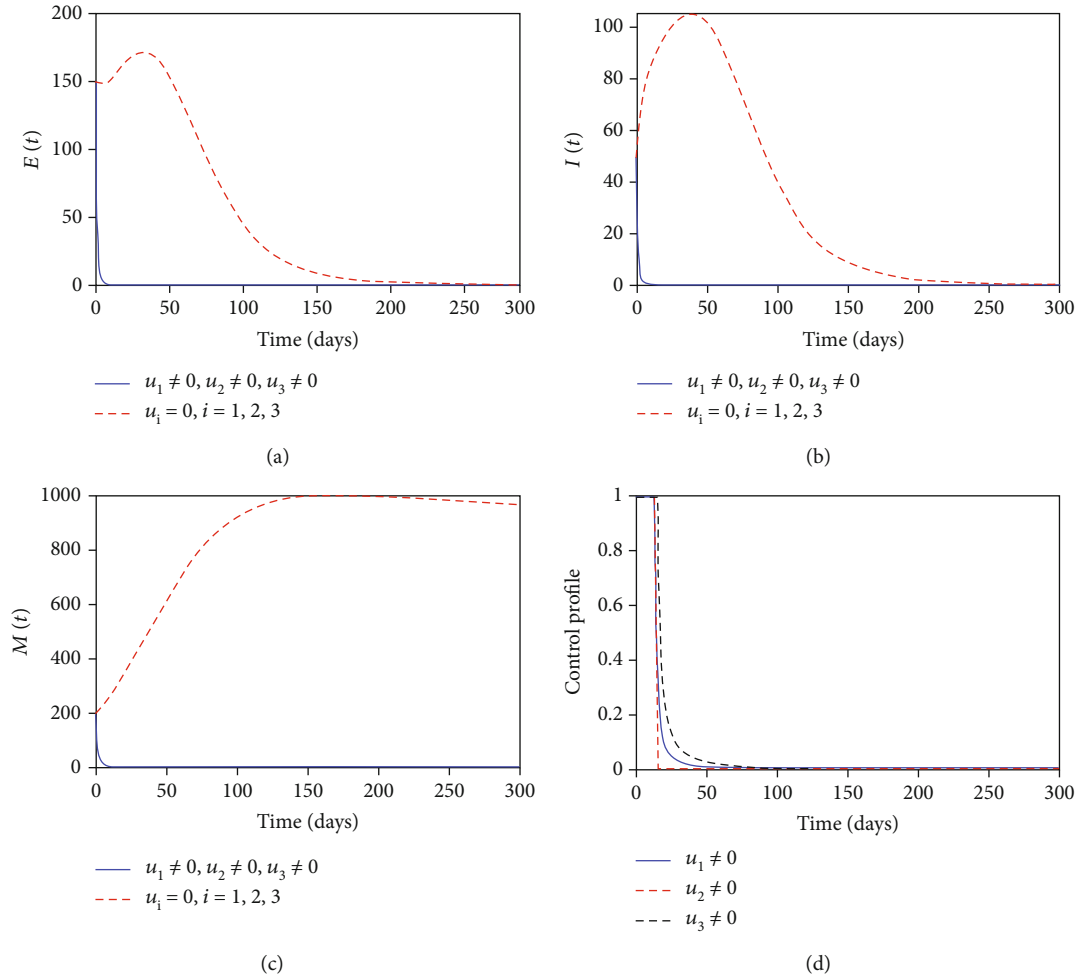 200
150
100
50
0
E (t)
0 50 100 150 200 250 300
Time (days)
u₁ ≠ 0, u₂ ≠ 0, u₃ ≠ 0
uᵢ = 0, i = 1, 2, 3
(a)
100
80
60
40
20
0
I (t)
0 50 100 150 200 250 300
Time (days)
u₁ ≠ 0, u₂ ≠ 0, u₃ ≠ 0
uᵢ = 0, i = 1, 2, 3
(b)
1000
800
600
400
200
0
M (t)
0 50 100 150 200 250 300
Time (days)
u₁ ≠ 0, u₂ ≠ 0, u₃ ≠ 0
uᵢ = 0, i = 1, 2, 3
(c)
1
0.8
0.6
0.4
0.2
0
Control profile
0 50 100 150 200 250 300
Time (days)
u₁ ≠ 0
u₂ ≠ 0
u₃ ≠ 0
(d)